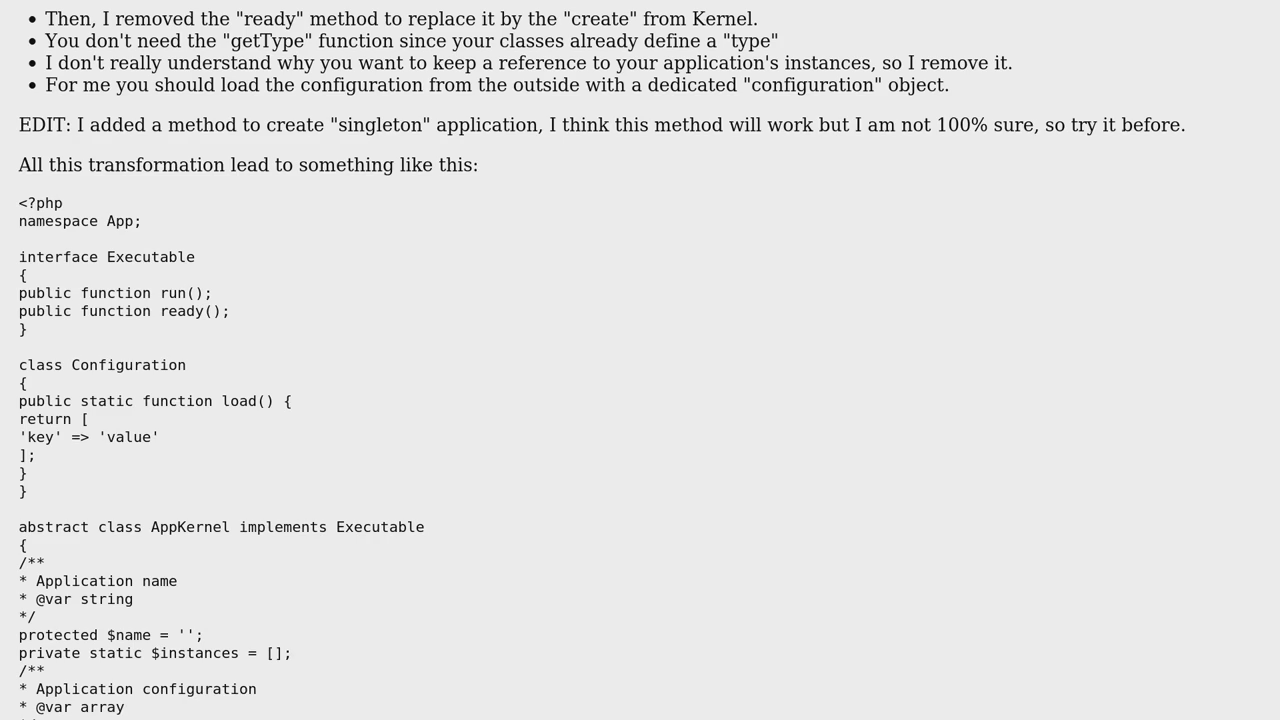 • Then, I removed the "ready" method to replace it by the "create" from Kernel.
• You don't need the "getType" function since your classes already define a "type"
• I don't really understand why you want to keep a reference to your application's instances, so I remove it.
• For me you should load the configuration from the outside with a dedicated "configuration" object.
EDIT: I added a method to create "singleton" application, I think this method will work but I am not 100% sure, so try it before.
All this transformation lead to something like this:
<?php
namespace App;
interface Executable
{
public function run();
public function ready();
}
class Configuration
{
public static function load() {
return [
'key' => 'value'
];
}
}
abstract class AppKernel implements Executable
{
/**
* Application name
* @var string
*/
protected $name = '';
private static $instances = [];
/**
* Application configuration
* @var array